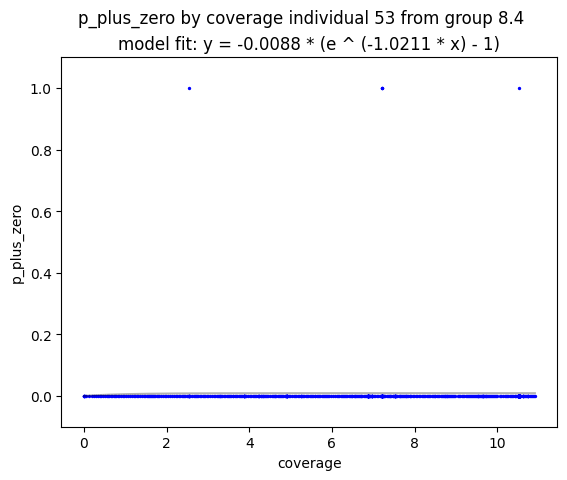 p_plus_zero by coverage individual 53 from group 8.4
model fit: y = -0.0088 * (e ^ (-1.0211 * x) - 1)
1.0
0.8
0.6
0.4
0.2
0.0
p_plus_zero
0 2 4 6 8 10
coverage